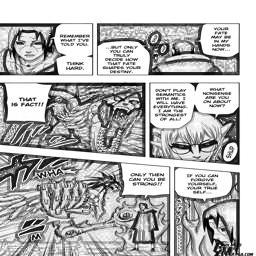 YOUR
FATE MAY
BE IN MY
HANDS
NOW...
...BUT ONLY
YOU CAN
TRULY
DECIDE HOW
THAT FATE
SHAPES YOUR
DESTINY.
REMEMBER
WHAT I'VE
TOLD YOU.
THINK
HARD.
WHAT
NONSENSE
ARE YOU
ON ABOUT
NOW?
DON'T PLAY
SEMANTICS
WITH ME. I
WILL HAVE
EVERYTHING.
I AM THE
STRONGEST OF
ALL!
THAT
IS FACT!!
IF YOU CAN
FORGIVE
YOURSELF,
YOUR TRUE
SELF...
ONLY THEN
CAN YOU BE
STRONG!!
WHA